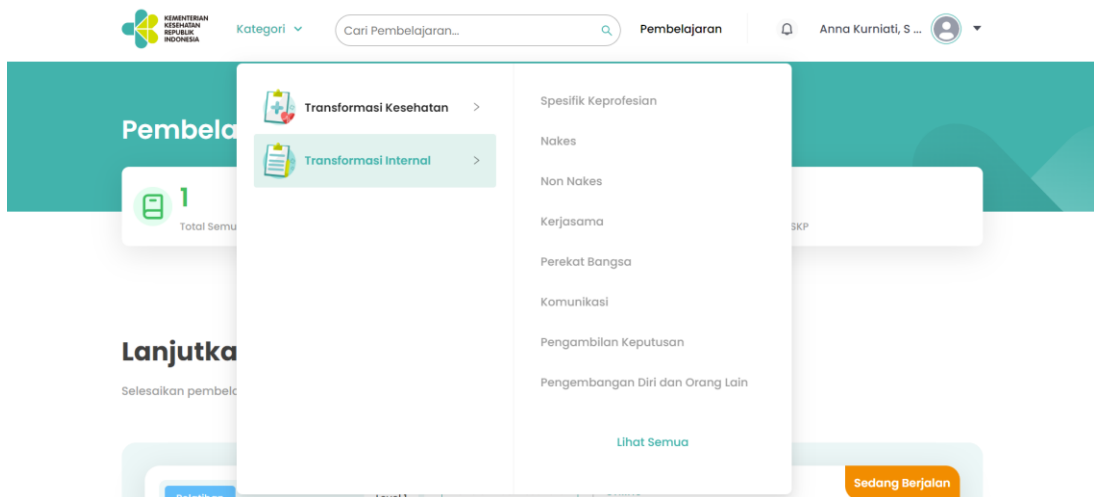 KEMENTERIAN
KESEHATAN
REPUBLIK
INDONESIA
Kategori
Cari Pembelajaran...
Pembelajaran
Anna Kurniati, S ...
Transformasi Kesehatan
Transformasi Internal
Spesifik Keprofesian
Nakes
Non Nakes
Kerjasama
Perekat Bangsa
Komunikasi
Pengambilan Keputusan
Pengembangan Diri dan Orang Lain
Lihat Semua
Pembela
1
Total Semu
SKP
Lanjutka
Selesaikan pembela
Sedang Berjalan